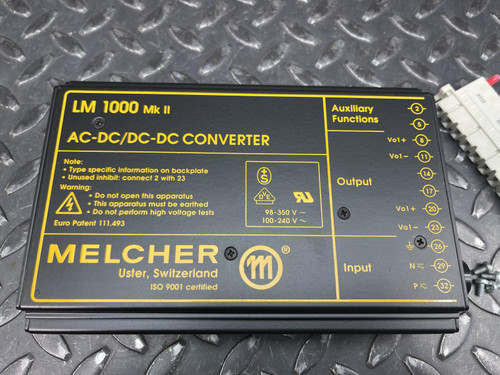 LM 1000 Mk II
AC-DC/DC-DC CONVERTER
Note:
• Type specific information on backplate
• Unused inhibit: connect 2 with 23
Warning:
• Do not open this apparatus
• This apparatus must be earthed
• Do not perform high voltage tests
Euro Patent 111.493
S
VDE
98-350 V ⎓
100-240 V ~
MELCHER
Uster, Switzerland
ISO 9001 certified
m ®
Auxiliary
Functions
Output
Input
2
5
Vo1+ 8
Vo1- 11
14
17
Vo1+ 20
Vo1- 23
26
N 29
P 32